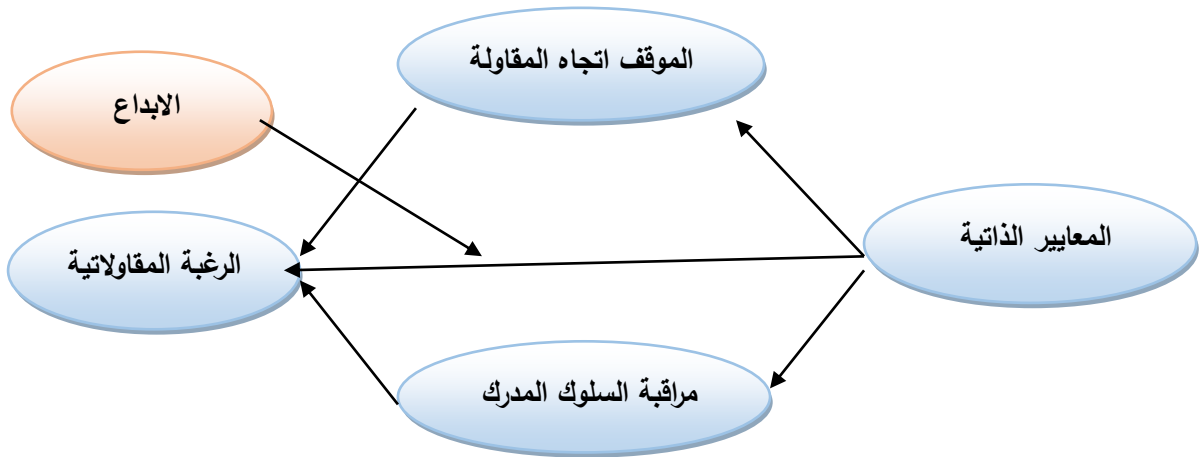 الموقف اتجاه المقاولة
الابداع
المعايير الذاتية
الرغبة المقاولاتية
مراقبة السلوك المدرك